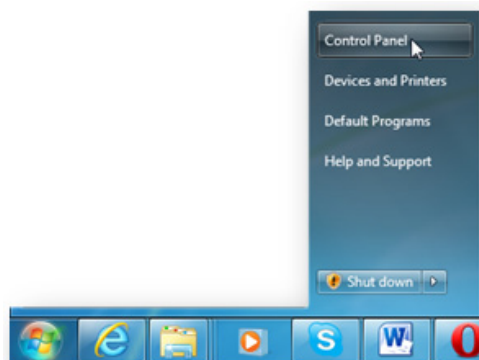 Control Panel
Devices and Printers
Default Programs
Help and Support
Shut down